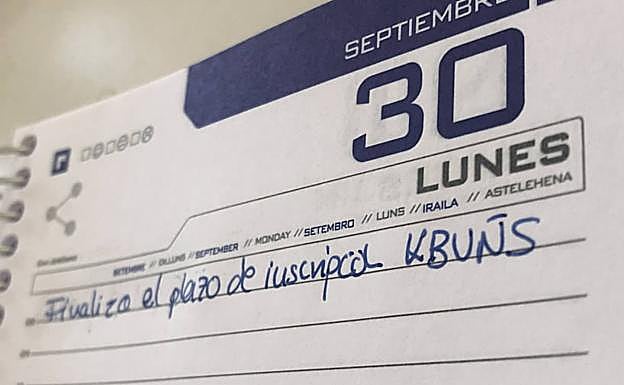 SEPTIEMBRE
30
LUNES
SETEMBRE // DILLUNS // SEPTEMBER // MONDAY // SETEMBRO // LUNS // IRAILA // ASTELEHENA
Finaliza el plazo de inscripción KBUÑS